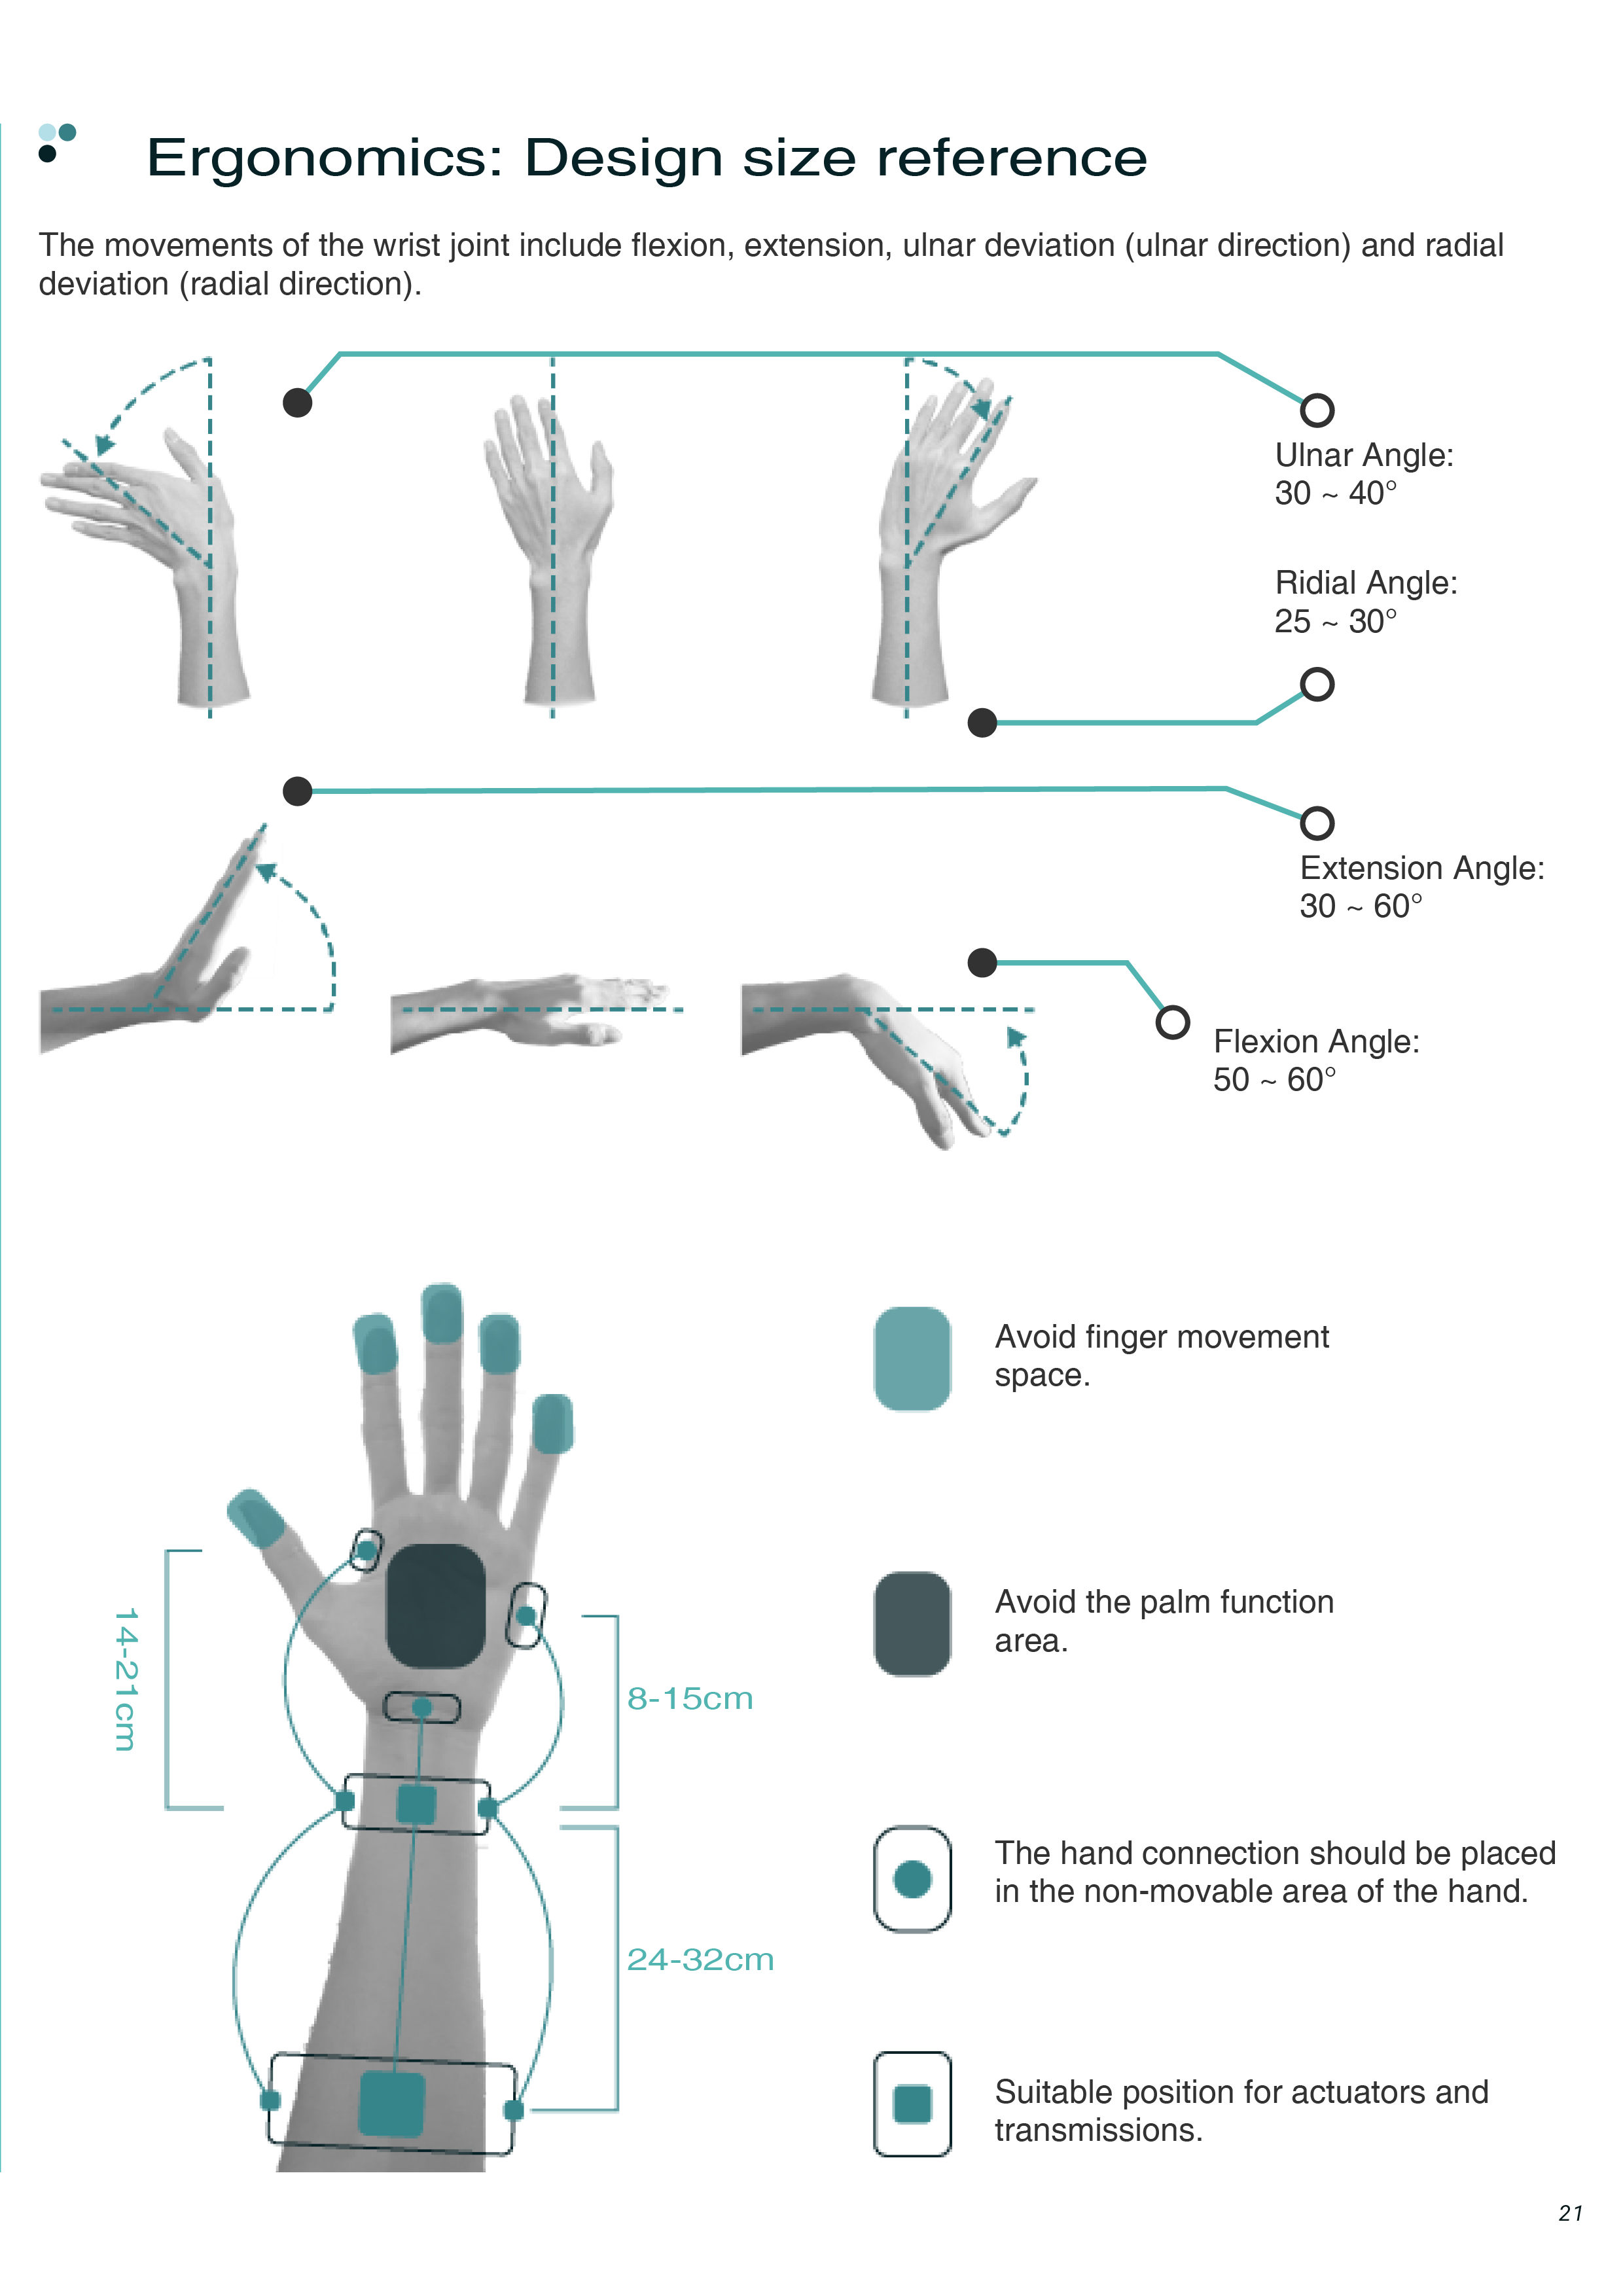 Ergonomics: Design size reference
The movements of the wrist joint include flexion, extension, ulnar deviation (ulnar direction) and radial
deviation (radial direction).
Ulnar Angle:
30 ~ 40°
Ridial Angle:
25 ~ 30°
Extension Angle:
30 ~ 60°
Flexion Angle:
50 ~ 60°
Avoid finger movement
space.
14-21cm
Avoid the palm function
area.
8-15cm
The hand connection should be placed
in the non-movable area of the hand.
24-32cm
Suitable position for actuators and
transmissions.
21